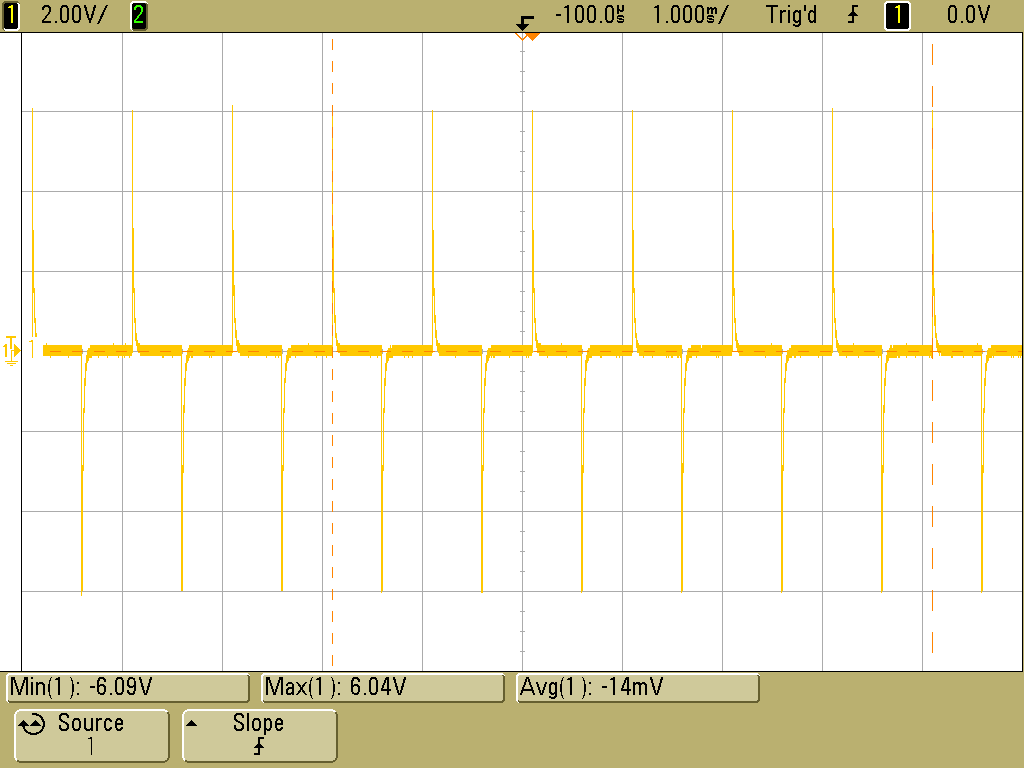 1 2.00V/ 2 -100.0µs 1.000ms/ Trig'd 1 0.0V
T
1 1
Min(1): -6.09V Max(1): 6.04V Avg(1): -14mV
Source Slope
1